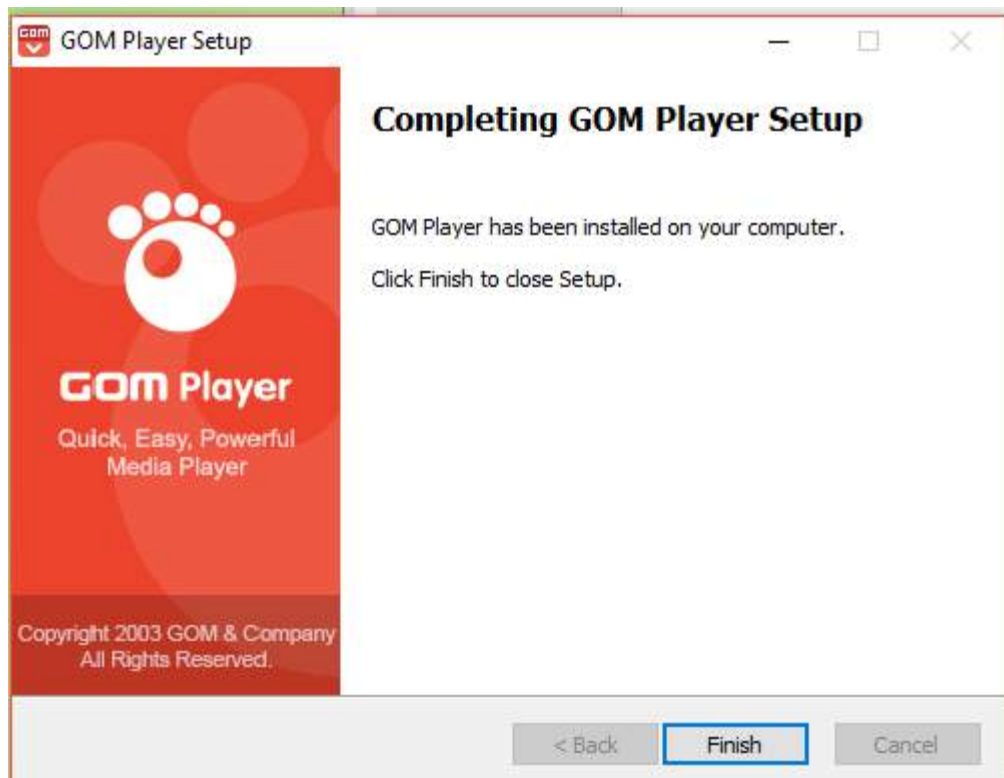 GOM
GOM Player Setup
Completing GOM Player Setup
GOM Player has been installed on your computer.
Click Finish to close Setup.
GOM Player
Quick, Easy, Powerful
Media Player
Copyright 2003 GOM & Company
All Rights Reserved.
< Back
Finish
Cancel